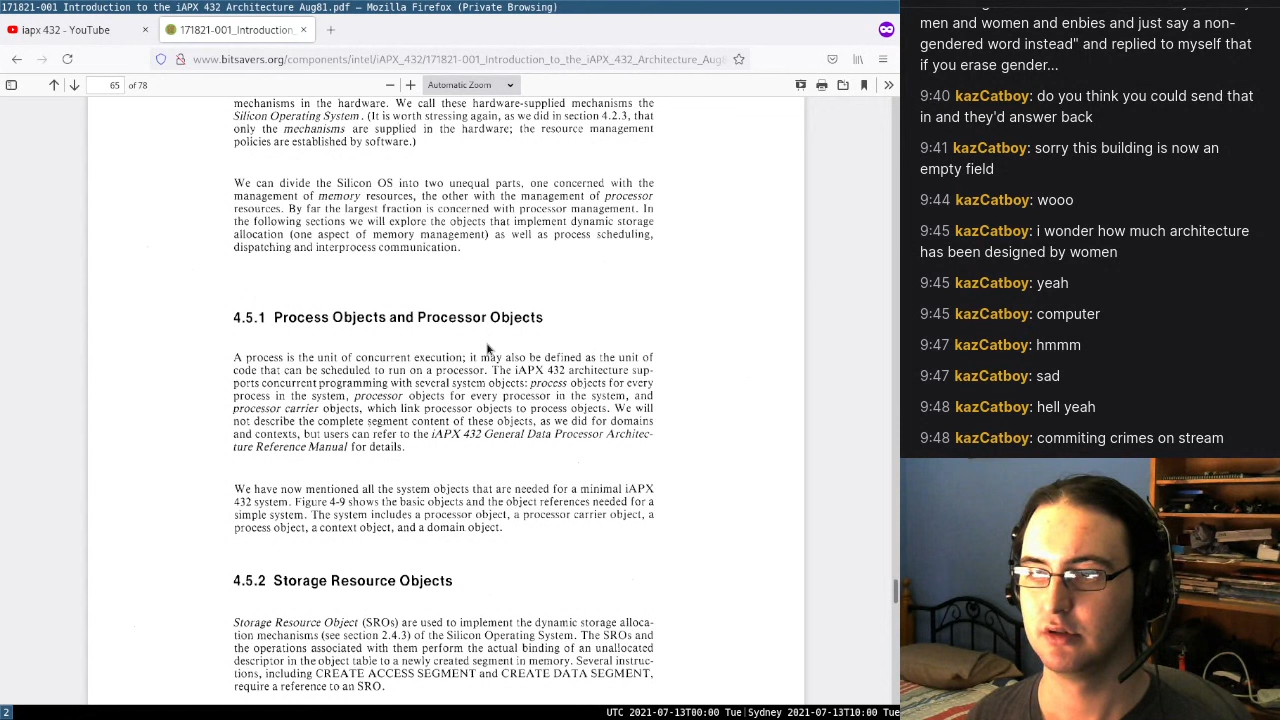 171821-001 Introduction to the iAPX 432 Architecture Aug81.pdf — Mozilla Firefox (Private Browsing)
iapx 432 - YouTube
171821-001_Introduction_
www.bitsavers.org/components/intel/iAPX_432/171821-001_Introduction_to_the_iAPX_432_Architecture_Aug8
65 of 78
Automatic Zoom
mechanisms in the hardware. We call these hardware-supplied mechanisms the
Silicon Operating System. (It is worth stressing again, as we did in section 4.2.3, that
only the mechanisms are supplied in the hardware; the resource management
policies are established by software.)
We can divide the Silicon OS into two unequal parts, one concerned with the
management of memory resources, the other with the management of processor
resources. By far the largest fraction is concerned with processor management. In
the following sections we will explore the objects that implement dynamic storage
allocation (one aspect of memory management) as well as process scheduling,
dispatching and interprocess communication.
4.5.1 Process Objects and Processor Objects
A process is the unit of concurrent execution; it may also be defined as the unit of
code that can be scheduled to run on a processor. The iAPX 432 architecture sup-
ports concurrent programming with several system objects: process objects for every
process in the system, processor objects for every processor in the system, and
processor carrier objects, which link processor objects to process objects. We will
not describe the complete segment content of these objects, as we did for domains
and contexts, but users can refer to the iAPX 432 General Data Processor Architec-
ture Reference Manual for details.
We have now mentioned all the system objects that are needed for a minimal iAPX
432 system. Figure 4-9 shows the basic objects and the object references needed for a
simple system. The system includes a processor object, a processor carrier object, a
process object, a context object, and a domain object.
4.5.2 Storage Resource Objects
Storage Resource Object (SROs) are used to implement the dynamic storage alloca-
tion mechanisms (see section 2.4.3) of the Silicon Operating System. The SROs and
the operations associated with them perform the actual binding of an unallocated
descriptor in the object table to a newly created segment in memory. Several instruc-
tions, including CREATE ACCESS SEGMENT and CREATE DATA SEGMENT,
require a reference to an SRO.
men and women and enbies and just say a non-
gendered word instead" and replied to myself that
if you erase gender...
9:40 kazCatboy: do you think you could send that
in and they'd answer back
9:41 kazCatboy: sorry this building is now an
empty field
9:44 kazCatboy: wooo
9:45 kazCatboy: i wonder how much architecture
has been designed by women
9:45 kazCatboy: yeah
9:45 kazCatboy: computer
9:47 kazCatboy: hmmm
9:47 kazCatboy: sad
9:48 kazCatboy: hell yeah
9:48 kazCatboy: commiting crimes on stream
2
UTC 2021-07-13T00:00 Tue|Sydney 2021-07-13T10:00 Tue